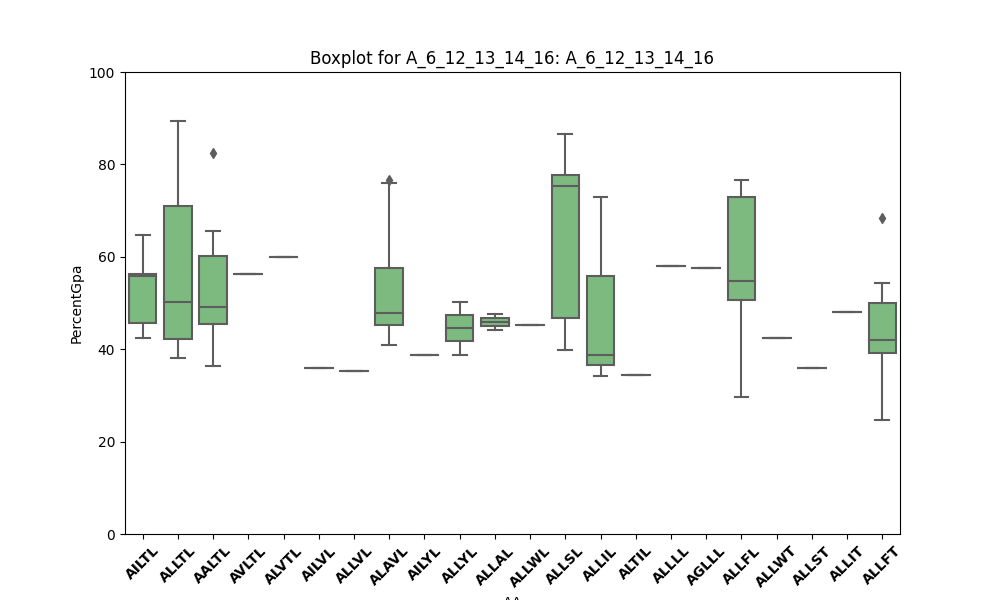 Boxplot for A_6_12_13_14_16: A_6_12_13_14_16
100
80
60
40
20
0
PercentGpa
AILTL
ALLTL
AALTL
AVLTL
ALVTL
AILVL
ALLVL
ALAVL
AILYL
ALLYL
ALLAL
ALLWL
ALLSL
ALLIL
ALTIL
ALLLL
AGLLL
ALLFL
ALLWT
ALLST
ALLIT
ALLFT